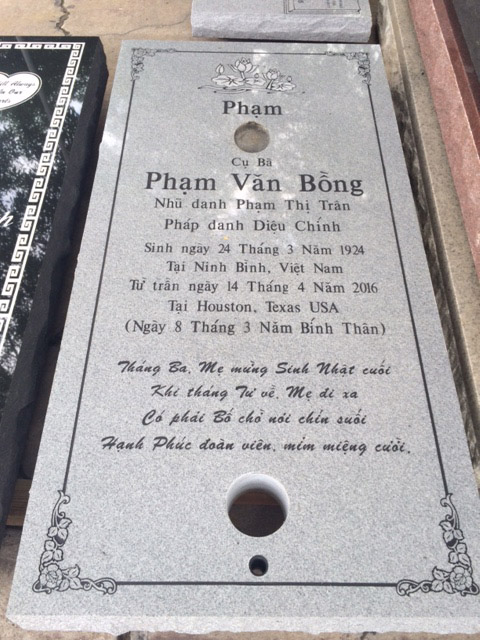 Phạm
Cụ Bà
Phạm Văn Bồng
Nhũ danh Phạm Thị Trân
Pháp danh Diệu Chính
Sinh ngày 24 Tháng 3 Năm 1924
Tại Ninh Bình, Việt Nam
Từ trần ngày 14 Tháng 4 Năm 2016
Tại Houston, Texas USA
(Ngày 8 Tháng 3 Năm Bính Thân)
Tháng Ba, Mẹ mừng Sinh Nhật cuối
Khi tháng Tư về, Mẹ đi xa
Có phải Bố chờ nơi chín suối
Hạnh Phúc đoàn viên, mỉm miệng cười.